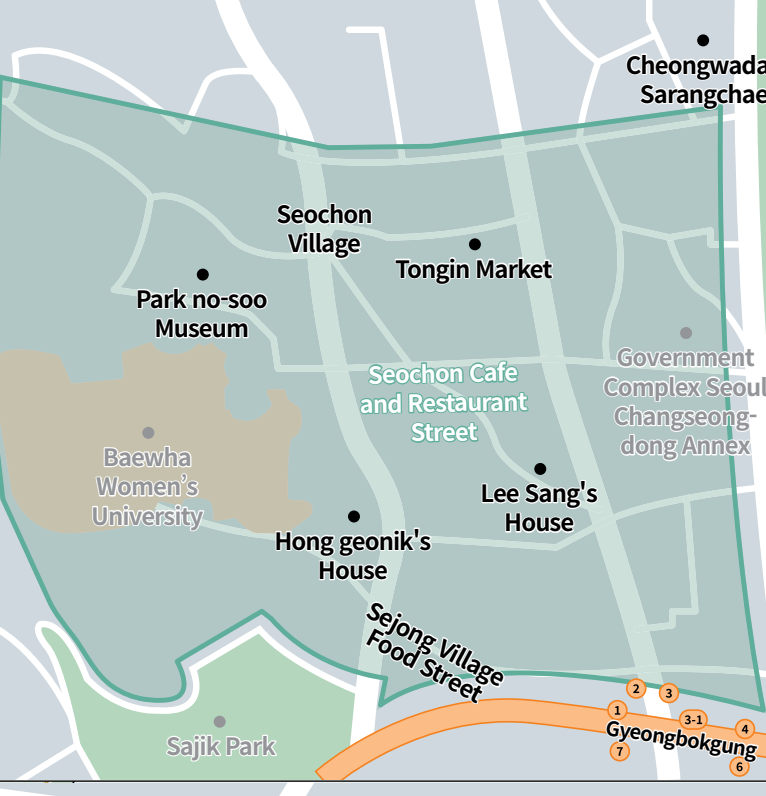 Cheongwada
Sarangchae
Seochon
Village
Tongin Market
Park no-soo
Museum
Government
Complex Seoul
Changseong-
dong Annex
Seochon Cafe
and Restaurant
Street
Baewha
Women's
University
Lee Sang's
House
Hong geonik's
House
Sejong Village
Food Street
Sajik Park
2
3
1
3-1
4
Gyeongbokgung
7
6